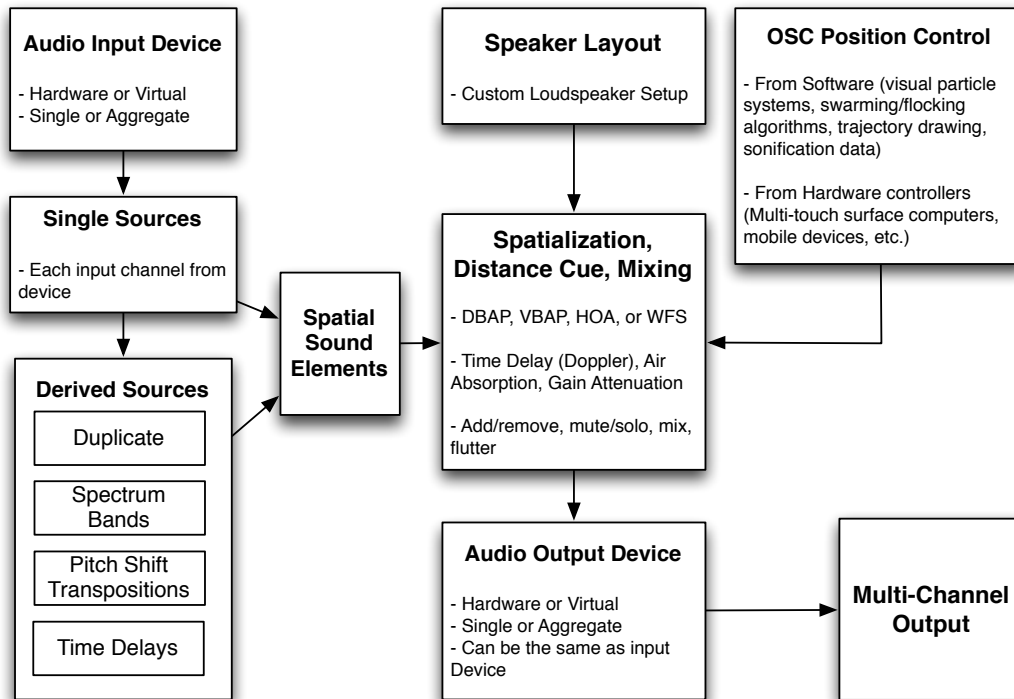 Audio Input Device
- Hardware or Virtual
- Single or Aggregate
Single Sources
- Each input channel from
device
Derived Sources
Duplicate
Spectrum
Bands
Pitch Shift
Transpositions
Time Delays
Spatial
Sound
Elements
Speaker Layout
- Custom Loudspeaker Setup
OSC Position Control
- From Software (visual particle
systems, swarming/flocking
algorithms, trajectory drawing,
sonification data)
- From Hardware controllers
(Multi-touch surface computers,
mobile devices, etc.)
Spatialization,
Distance Cue, Mixing
- DBAP, VBAP, HOA, or WFS
- Time Delay (Doppler), Air
Absorption, Gain Attenuation
- Add/remove, mute/solo, mix,
flutter
Audio Output Device
- Hardware or Virtual
- Single or Aggregate
- Can be the same as input
Device
Multi-Channel
Output